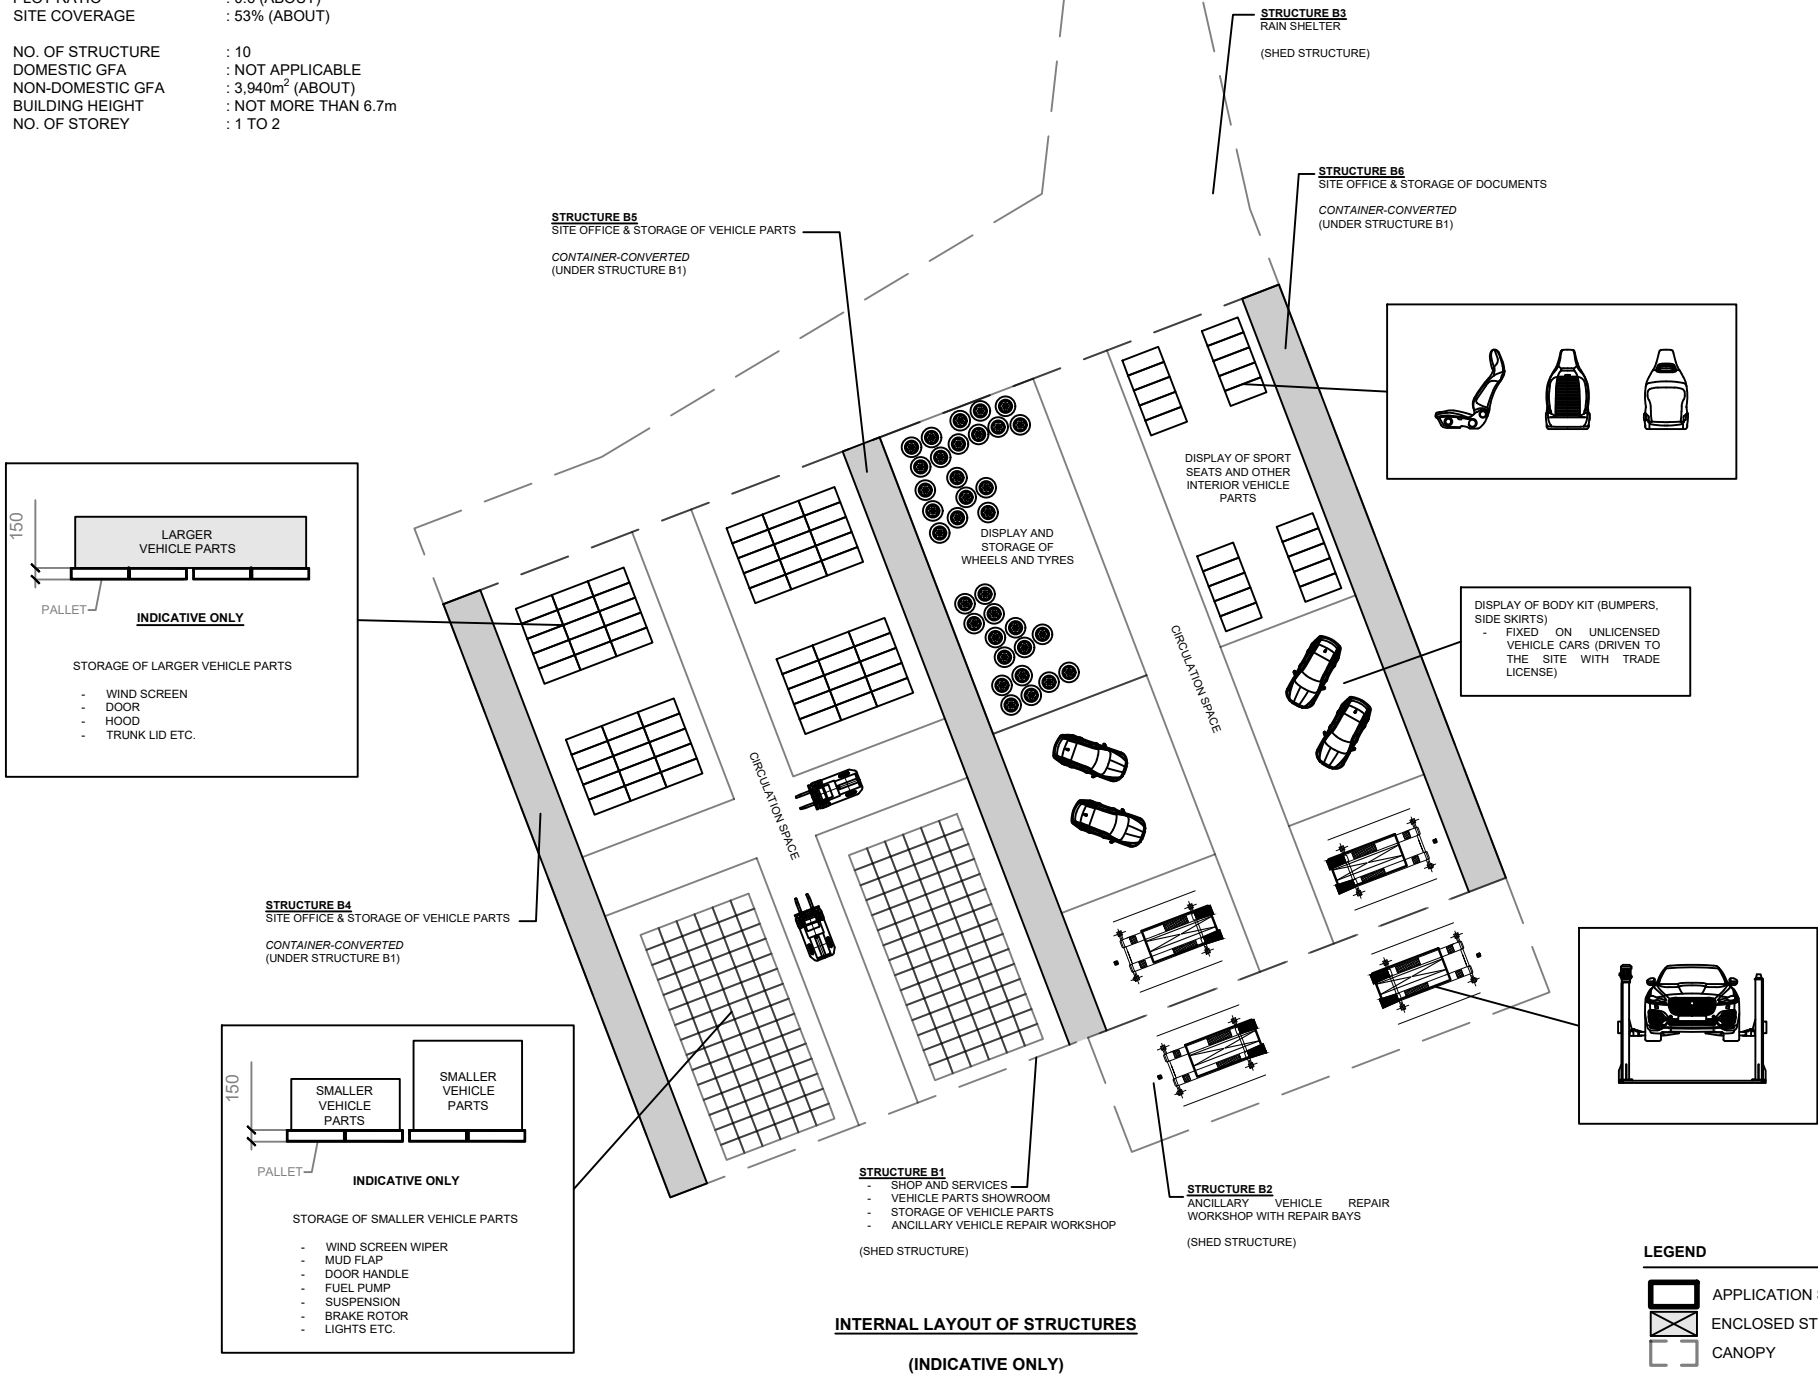 SITE COVERAGE : 53% (ABOUT)
NO. OF STRUCTURE : 10
DOMESTIC GFA : NOT APPLICABLE
NON-DOMESTIC GFA : 3,940m² (ABOUT)
BUILDING HEIGHT : NOT MORE THAN 6.7m
NO. OF STOREY : 1 TO 2
STRUCTURE B3
RAIN SHELTER
(SHED STRUCTURE)
STRUCTURE B6
SITE OFFICE & STORAGE OF DOCUMENTS
CONTAINER-CONVERTED
(UNDER STRUCTURE B1)
STRUCTURE B5
SITE OFFICE & STORAGE OF VEHICLE PARTS
CONTAINER-CONVERTED
(UNDER STRUCTURE B1)
DISPLAY OF SPORT
SEATS AND OTHER
INTERIOR VEHICLE
PARTS
DISPLAY AND
STORAGE OF
WHEELS AND TYRES
150
LARGER
VEHICLE PARTS
PALLET
INDICATIVE ONLY
STORAGE OF LARGER VEHICLE PARTS
- WIND SCREEN
- DOOR
- HOOD
- TRUNK LID ETC.
DISPLAY OF BODY KIT (BUMPERS,
SIDE SKIRTS)
- FIXED ON UNLICENSED
VEHICLE CARS (DRIVEN TO
THE SITE WITH TRADE
LICENSE)
CIRCULATION SPACE
CIRCULATION SPACE
STRUCTURE B4
SITE OFFICE & STORAGE OF VEHICLE PARTS
CONTAINER-CONVERTED
(UNDER STRUCTURE B1)
150
SMALLER
VEHICLE
PARTS
SMALLER
VEHICLE
PARTS
PALLET
INDICATIVE ONLY
STORAGE OF SMALLER VEHICLE PARTS
- WIND SCREEN WIPER
- MUD FLAP
- DOOR HANDLE
- FUEL PUMP
- SUSPENSION
- BRAKE ROTOR
- LIGHTS ETC.
STRUCTURE B1
- SHOP AND SERVICES
- VEHICLE PARTS SHOWROOM
- STORAGE OF VEHICLE PARTS
- ANCILLARY VEHICLE REPAIR WORKSHOP
(SHED STRUCTURE)
STRUCTURE B2
ANCILLARY VEHICLE REPAIR
WORKSHOP WITH REPAIR BAYS
(SHED STRUCTURE)
INTERNAL LAYOUT OF STRUCTURES
(INDICATIVE ONLY)
LEGEND
APPLICATION
ENCLOSED
CANOPY